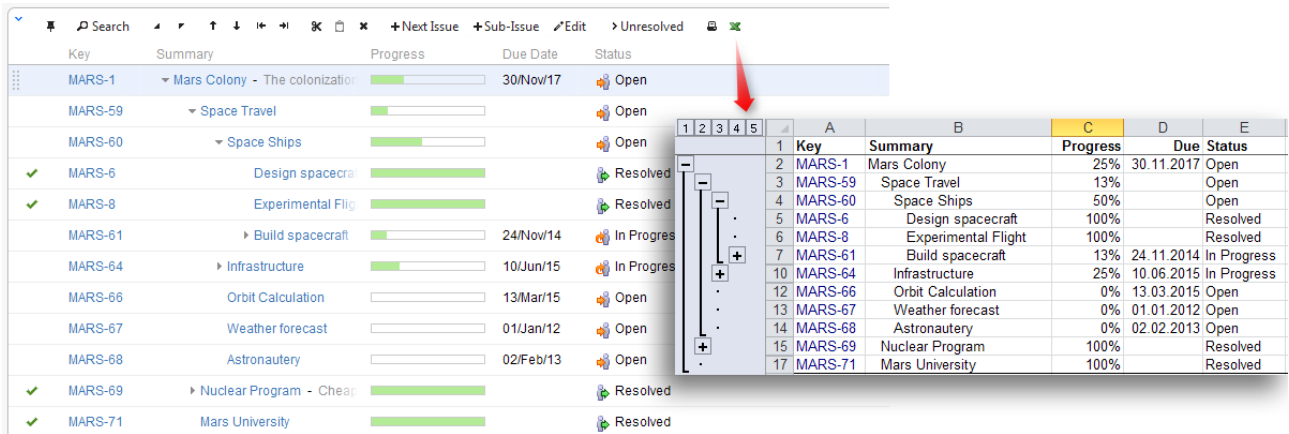 Search +Next Issue +Sub-Issue Edit >Unresolved
Key Summary Progress Due Date Status
MARS-1 Mars Colony - The colonization 30/Nov/17 Open
MARS-59 Space Travel Open
MARS-60 Space Ships Open
MARS-6 Design spacecra Resolved
MARS-8 Experimental Flig Resolved
MARS-61 Build spacecraft 24/Nov/14 In Progres
MARS-64 Infrastructure 10/Jun/15 In Progres
MARS-66 Orbit Calculation 13/Mar/15 Open
MARS-67 Weather forecast 01/Jan/12 Open
MARS-68 Astronautery 02/Feb/13 Open
MARS-69 Nuclear Program - Cheap Resolved
MARS-71 Mars University Resolved
1 2 3 4 5 A B C D E
1 Key Summary Progress Due Status
2 MARS-1 Mars Colony 25% 30.11.2017 Open
3 MARS-59 Space Travel 13% Open
4 MARS-60 Space Ships 50% Open
5 MARS-6 Design spacecraft 100% Resolved
6 MARS-8 Experimental Flight 100% Resolved
7 MARS-61 Build spacecraft 13% 24.11.2014 In Progress
10 MARS-64 Infrastructure 25% 10.06.2015 In Progress
12 MARS-66 Orbit Calculation 0% 13.03.2015 Open
13 MARS-67 Weather forecast 0% 01.01.2012 Open
14 MARS-68 Astronautery 0% 02.02.2013 Open
15 MARS-69 Nuclear Program 100% Resolved
17 MARS-71 Mars University 100% Resolved